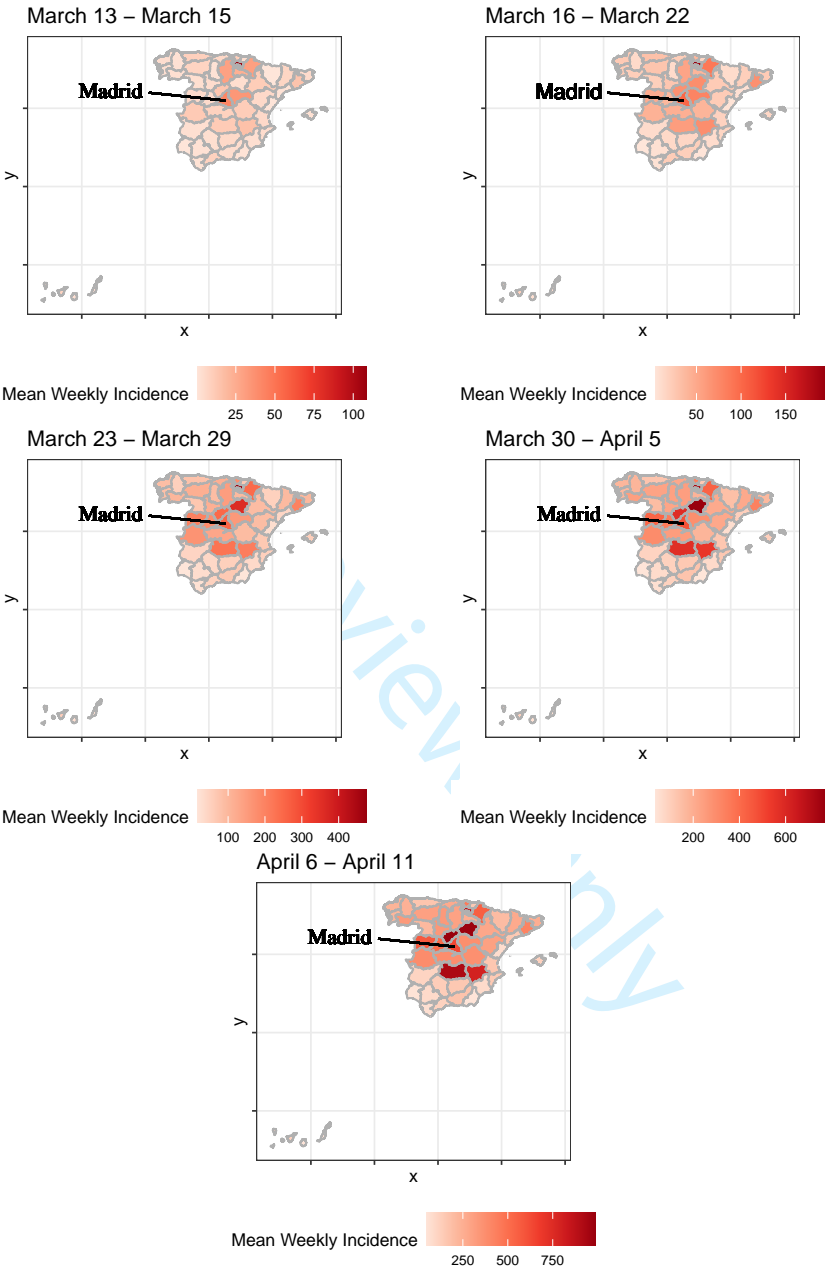 March 13 − March 15
March 16 − March 22
Madrid
Madrid
y
y
x
x
Mean Weekly Incidence
25 50 75 100
Mean Weekly Incidence
50 100 150
March 23 − March 29
March 30 − April 5
Madrid
Madrid
y
y
x
x
Mean Weekly Incidence
100 200 300 400
Mean Weekly Incidence
200 400 600
April 6 − April 11
Madrid
y
x
Mean Weekly Incidence
250 500 750